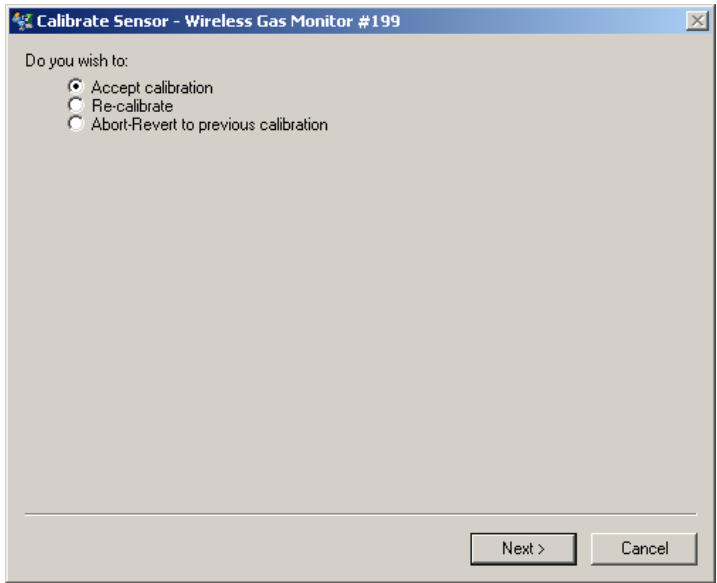 Calibrate Sensor - Wireless Gas Monitor #199
Do you wish to:
Accept calibration
Re-calibrate
Abort-Revert to previous calibration
Next >
Cancel